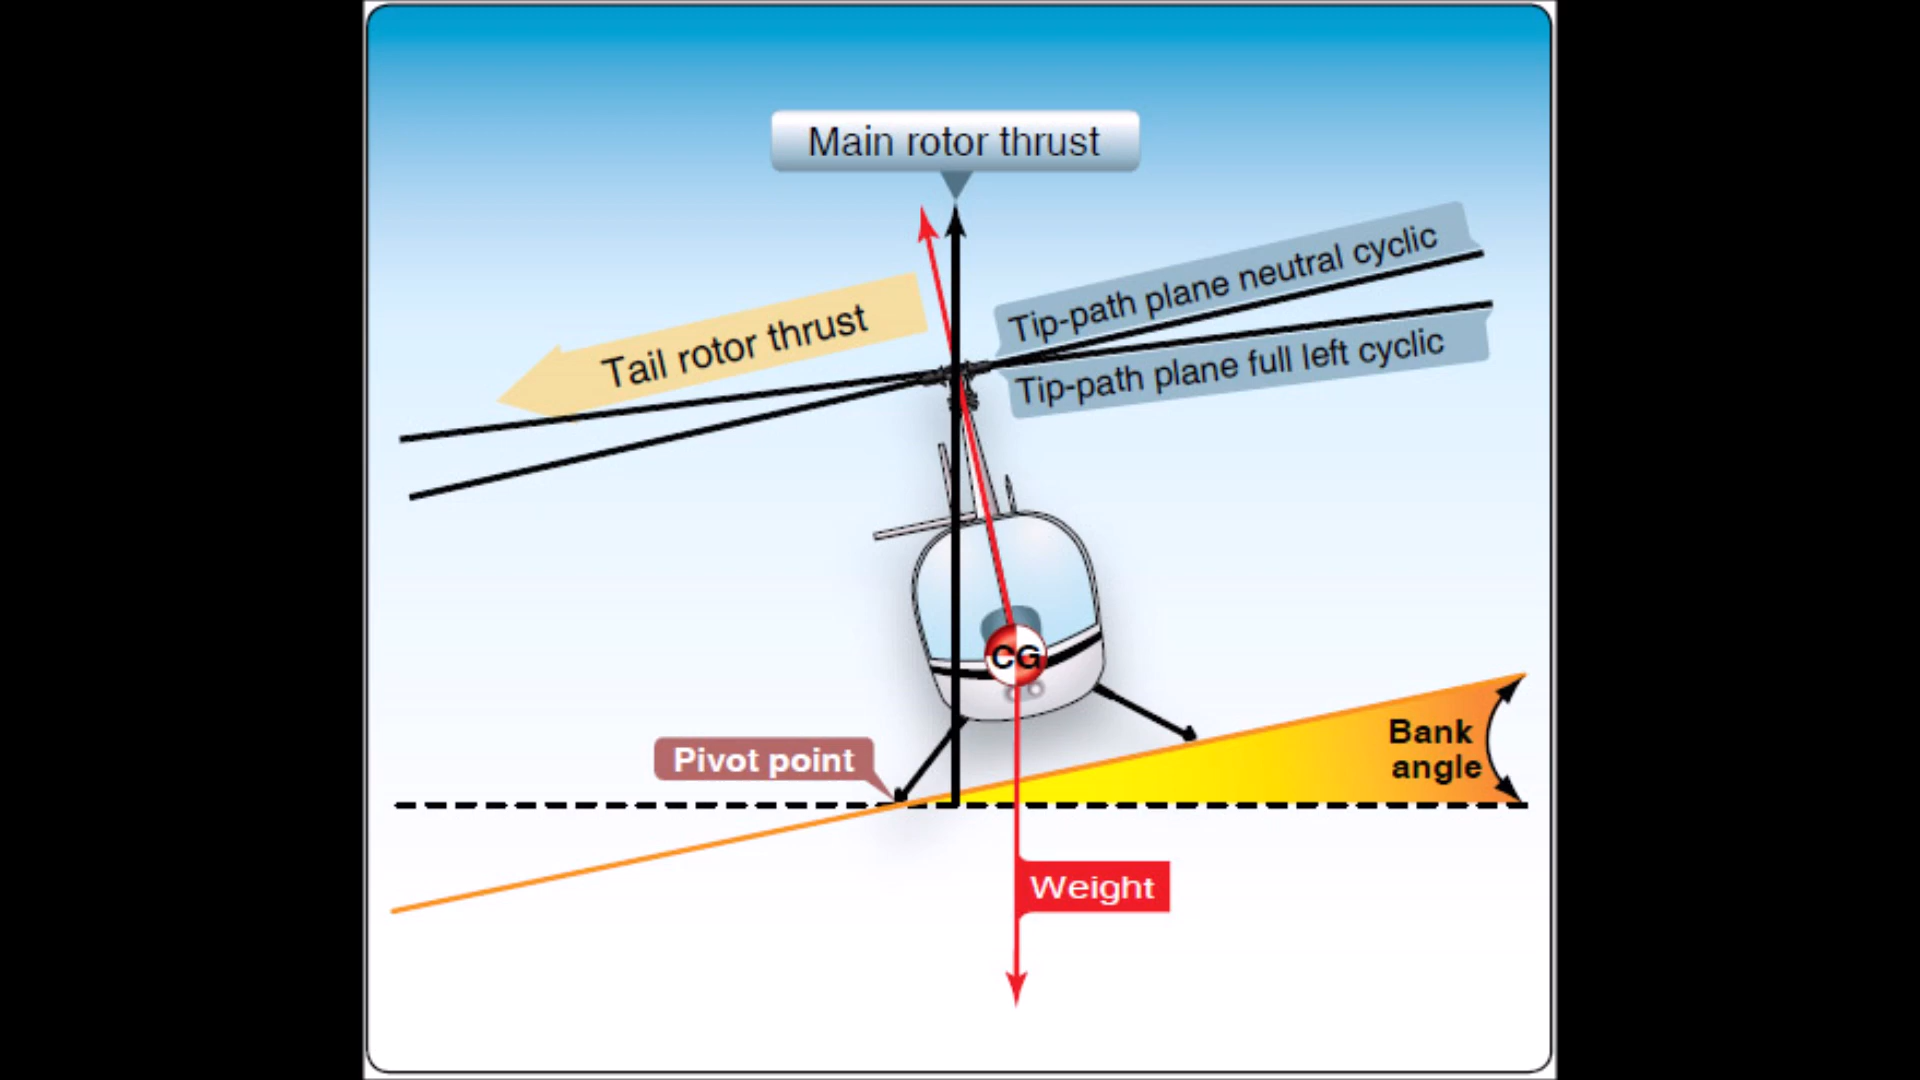 Main rotor thrust
Tip-path plane neutral cyclic
Tail rotor thrust
Tip-path plane full left cyclic
CG
Bank
angle
Pivot point
Weight